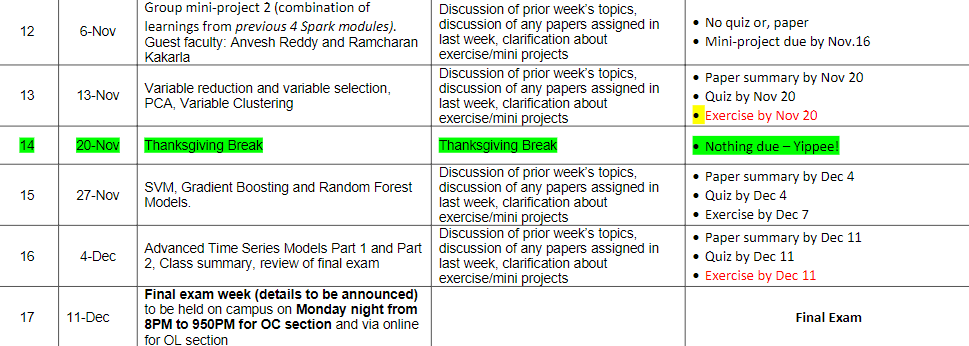 12
6-Nov
Group mini-project 2 (combination of
learnings from previous 4 Spark modules).
Guest faculty: Anvesh Reddy and Ramcharan
Kakarla
Discussion of prior week's topics,
discussion of any papers assigned in
last week, clarification about
exercise/mini projects
• No quiz or, paper
• Mini-project due by Nov.16
13
13-Nov
Variable reduction and variable selection,
PCA, Variable Clustering
Discussion of prior week's topics,
discussion of any papers assigned in
last week, clarification about
exercise/mini projects
• Paper summary by Nov 20
• Quiz by Nov 20
• Exercise by Nov 20
14
20-Nov
Thanksgiving Break
Thanksgiving Break
• Nothing due – Yippee!
15
27-Nov
SVM, Gradient Boosting and Random Forest
Models.
Discussion of prior week's topics,
discussion of any papers assigned in
last week, clarification about
exercise/mini projects
• Paper summary by Dec 4
• Quiz by Dec 4
• Exercise by Dec 7
16
4-Dec
Advanced Time Series Models Part 1 and Part
2, Class summary, review of final exam
Discussion of prior week's topics,
discussion of any papers assigned in
last week, clarification about
exercise/mini projects
• Paper summary by Dec 11
• Quiz by Dec 11
• Exercise by Dec 11
17
11-Dec
Final exam week (details to be announced)
to be held on campus on Monday night from
8PM to 950PM for OC section and via online
for OL section
Final Exam